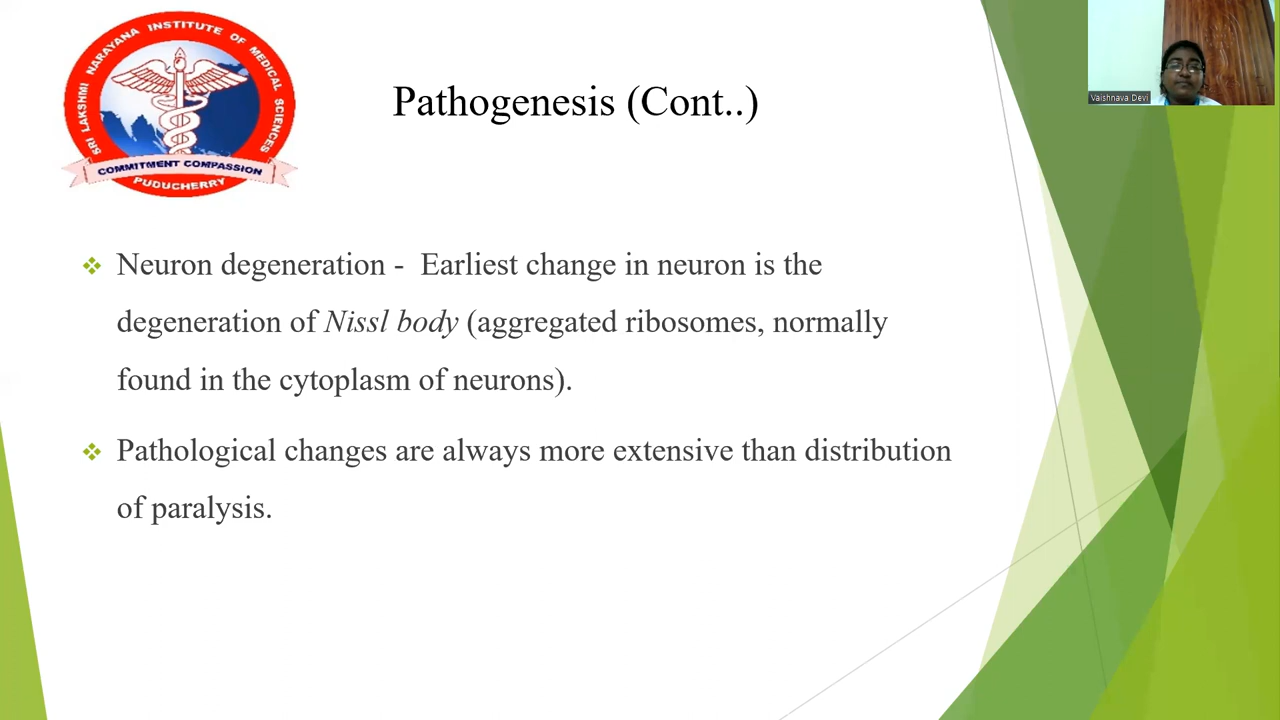 SRI LAKSHMI NARAYANA INSTITUTE OF MEDICAL SCIENCES
COMMITMENT COMPASSION
PUDUCHERRY
Pathogenesis (Cont..)
Vaishnava Devi
❖ Neuron degeneration - Earliest change in neuron is the
degeneration of Nissl body (aggregated ribosomes, normally
found in the cytoplasm of neurons).
❖ Pathological changes are always more extensive than distribution
of paralysis.